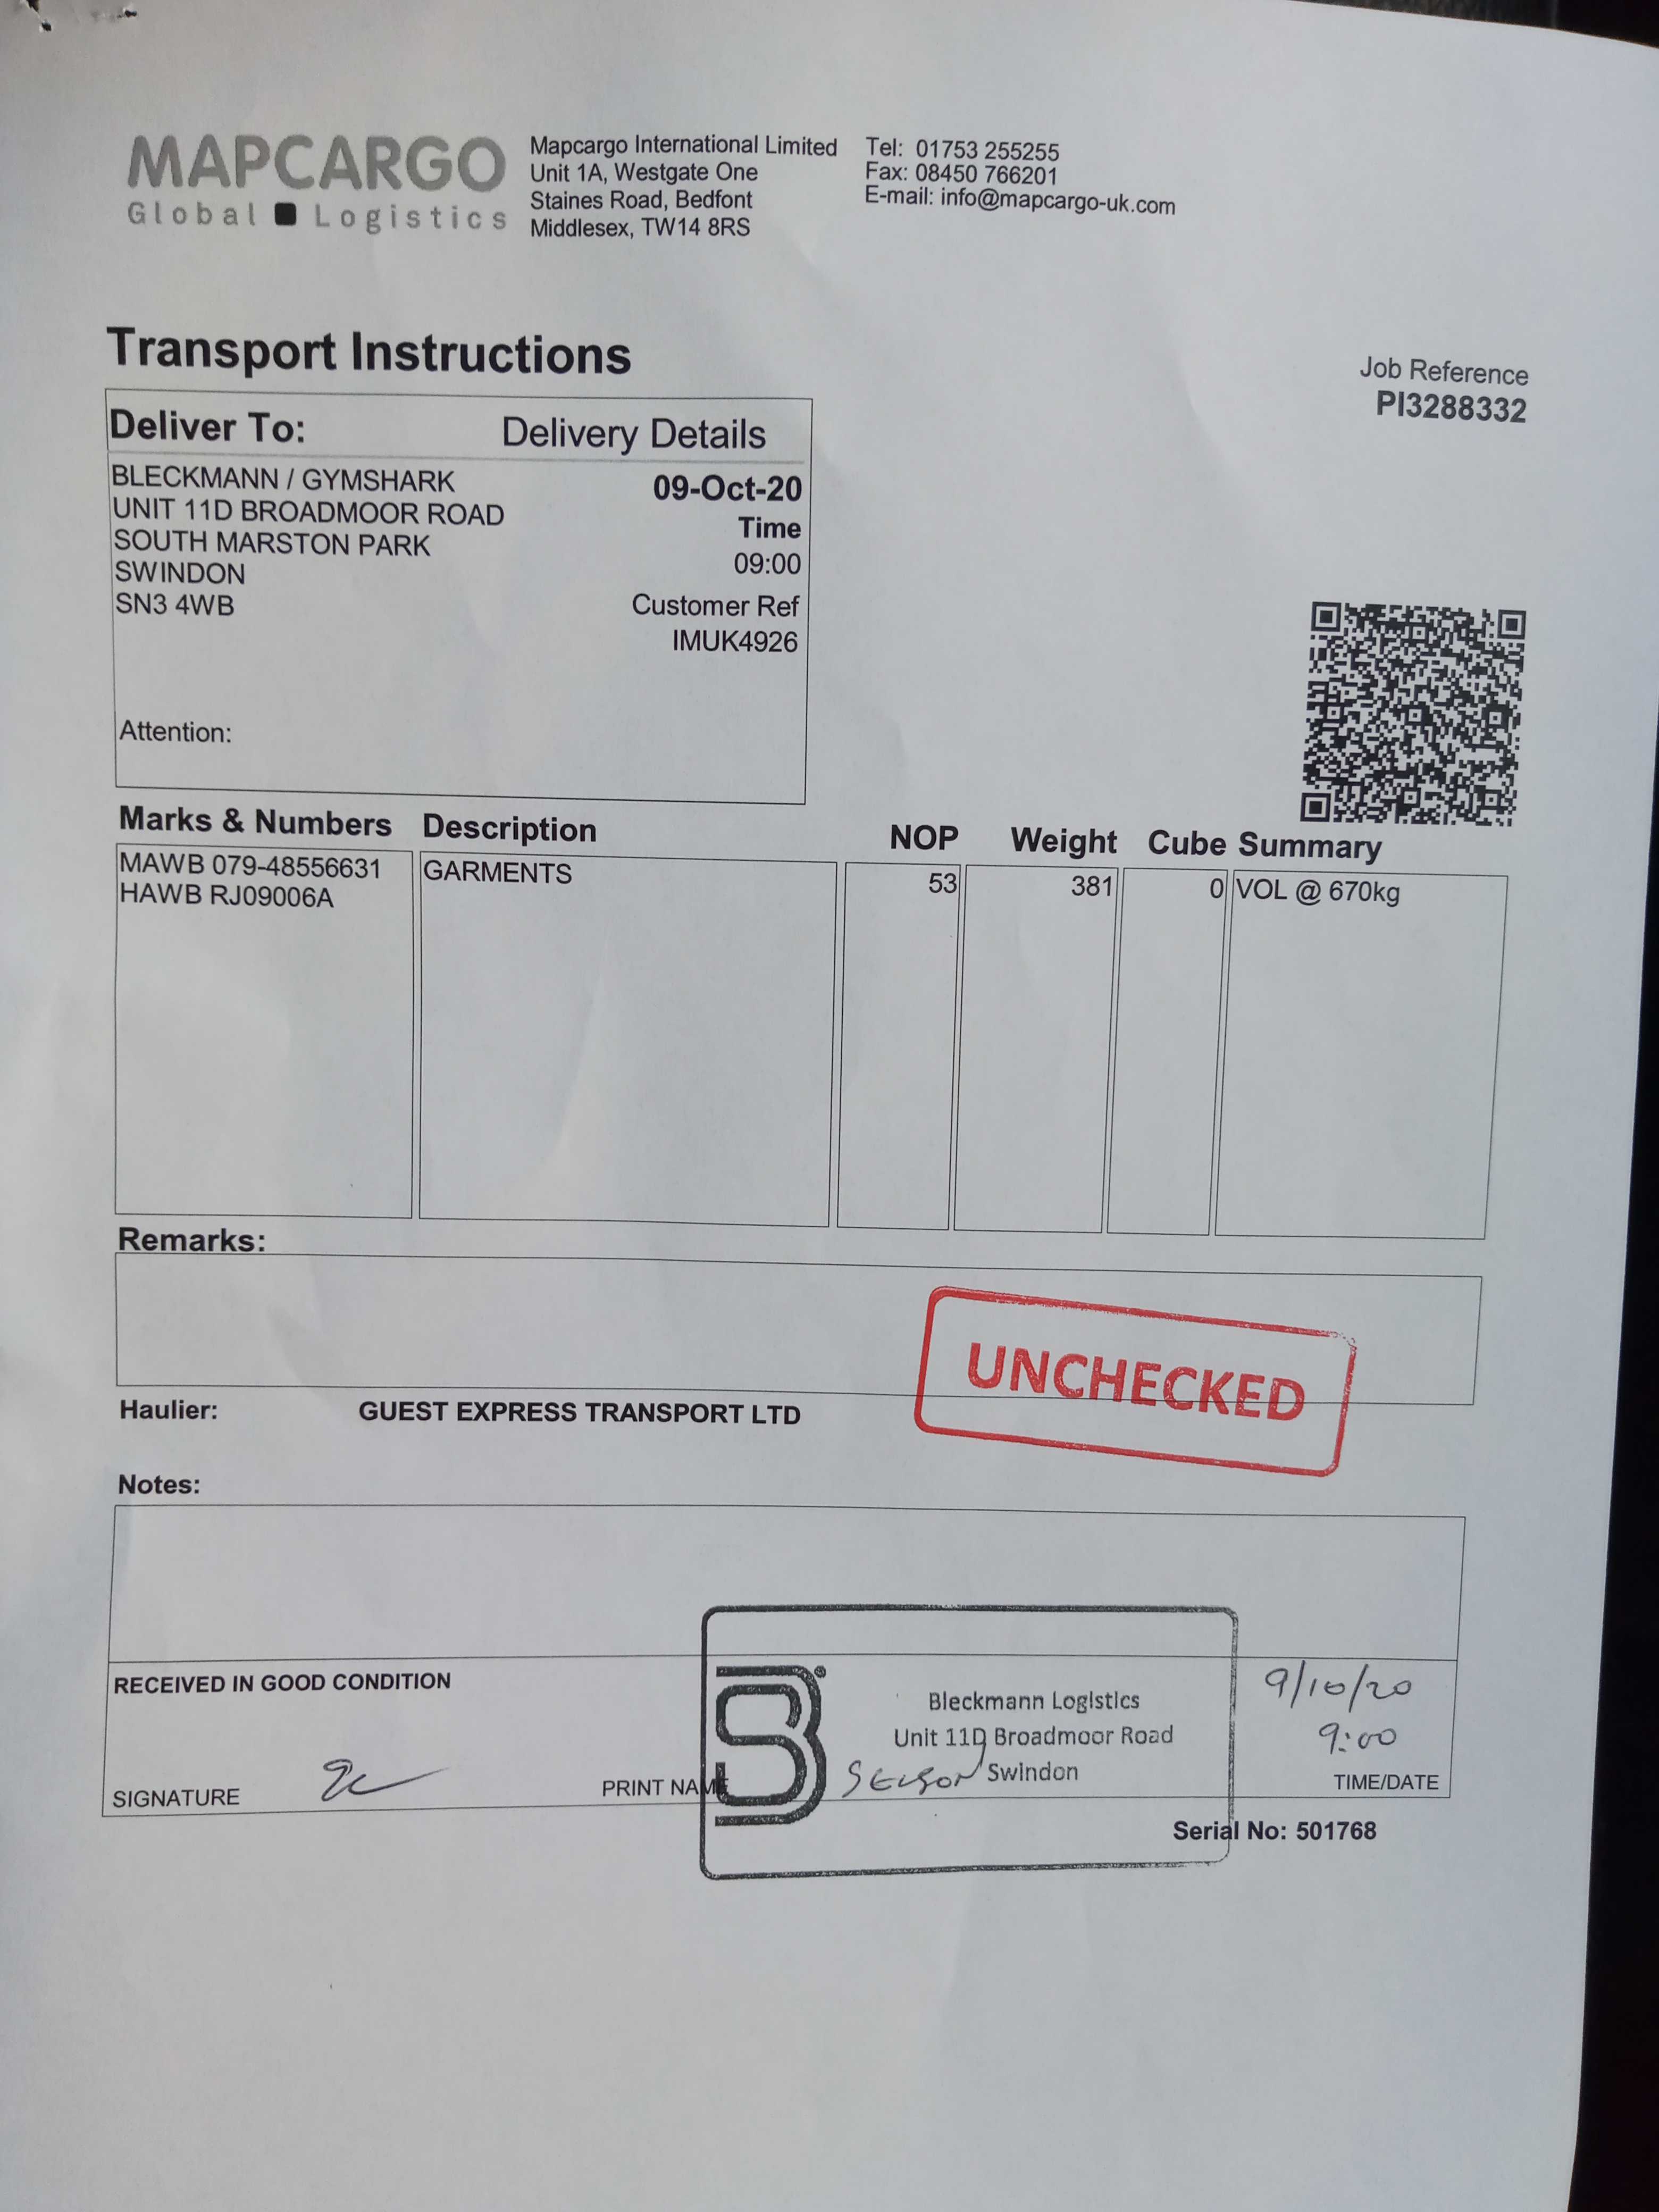 MAPCARGO
Global Logistics
Mapcargo International Limited
Unit 1A, Westgate One
Staines Road, Bedfont
Middlesex, TW14 8RS
Tel: 01753 255255
Fax: 08450 766201
E-mail: info@mapcargo-uk.com
Transport Instructions
Job Reference
PI3288332
Deliver To: Delivery Details
BLECKMANN / GYMSHARK
UNIT 11D BROADMOOR ROAD
SOUTH MARSTON PARK
SWINDON
SN3 4WB
09-Oct-20
Time
09:00
Customer Ref
IMUK4926
Attention:
Marks & Numbers Description NOP Weight Cube Summary
MAWB 079-48556631 GARMENTS 53 381 0 VOL @ 670kg
HAWB RJ09006A
Remarks:
UNCHECKED
Haulier: GUEST EXPRESS TRANSPORT LTD
Notes:
RECEIVED IN GOOD CONDITION
Bleckmann Logistics
Unit 11D Broadmoor Road
Swindon
9/10/20
9:00
SIGNATURE
PRINT NAME
TIME/DATE
Serial No: 501768